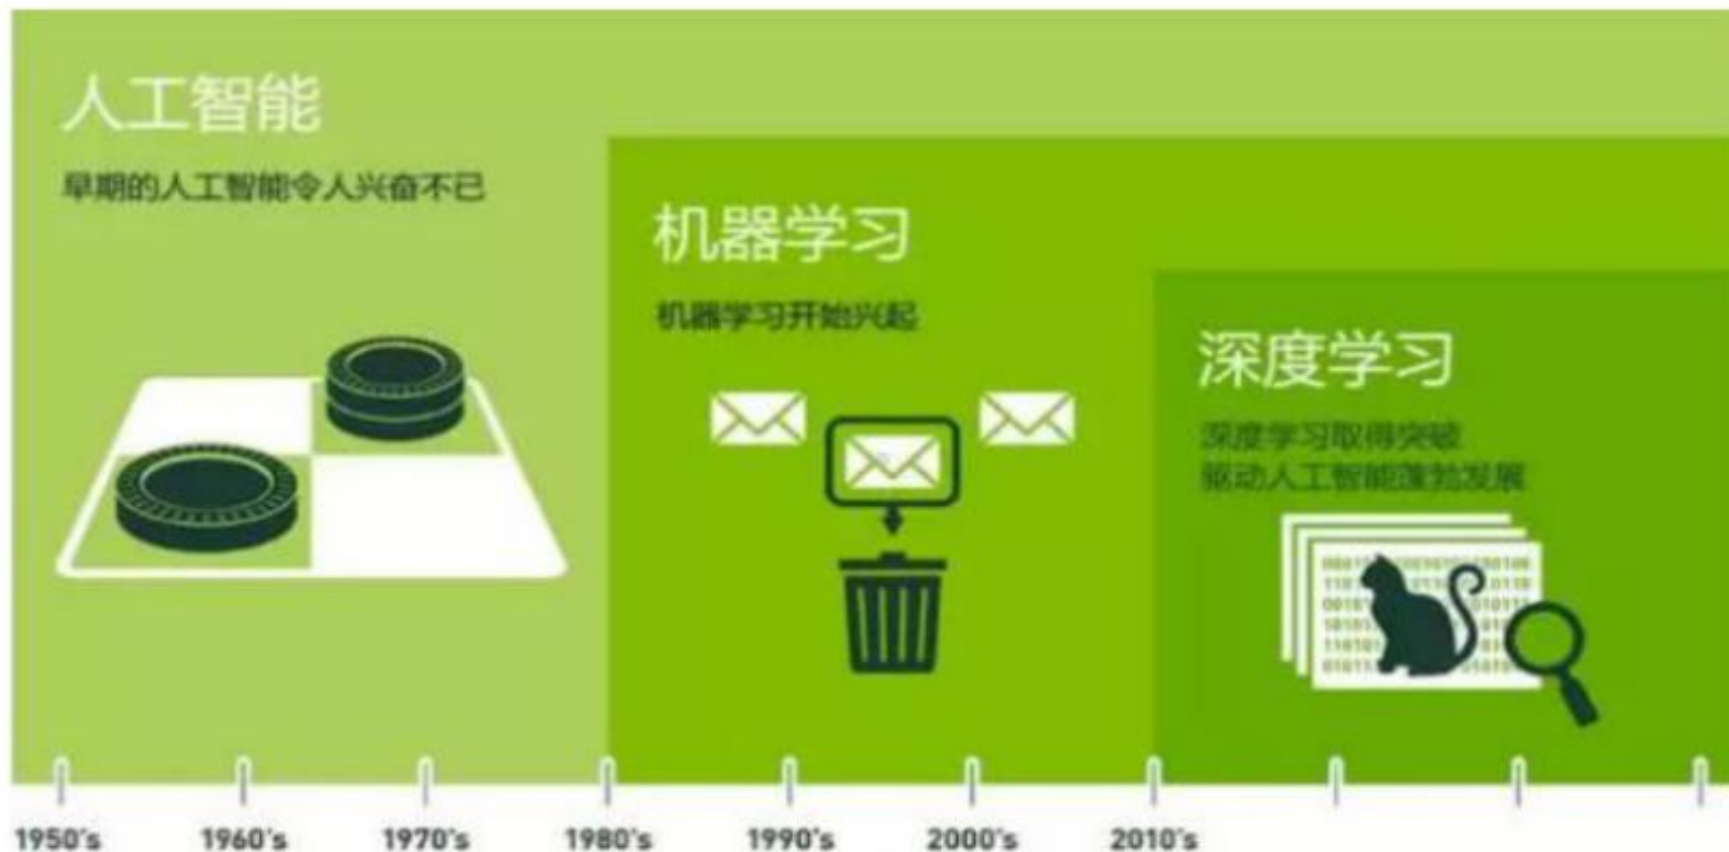 人工智能
早期的人工智能令人兴奋不已
机器学习
机器学习开始兴起
深度学习
深度学习取得突破
驱动人工智能蓬勃发展
1950's
1960's
1970's
1980's
1990's
2000's
2010's